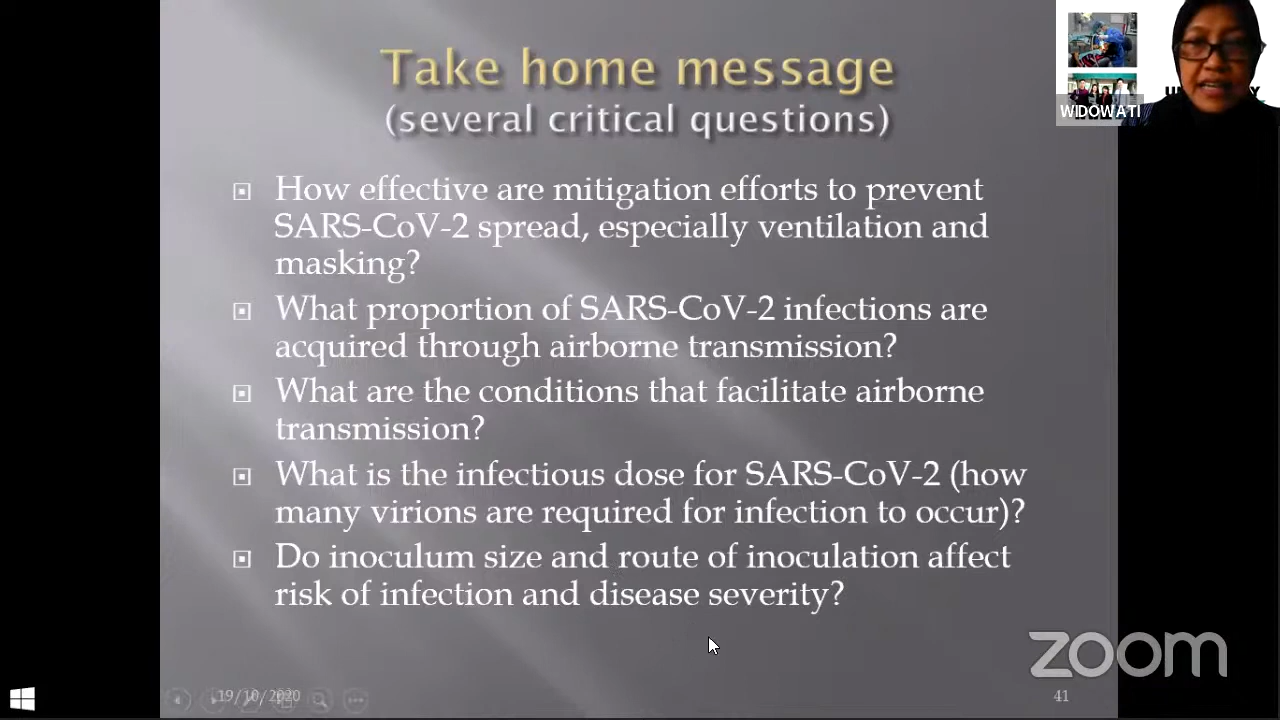 Take home message
(several critical questions)
How effective are mitigation efforts to prevent
SARS-CoV-2 spread, especially ventilation and
masking?
What proportion of SARS-CoV-2 infections are
acquired through airborne transmission?
What are the conditions that facilitate airborne
transmission?
What is the infectious dose for SARS-CoV-2 (how
many virions are required for infection to occur)?
Do inoculum size and route of inoculation affect
risk of infection and disease severity?
19/10/2020
41
WIDOWATI
zoom